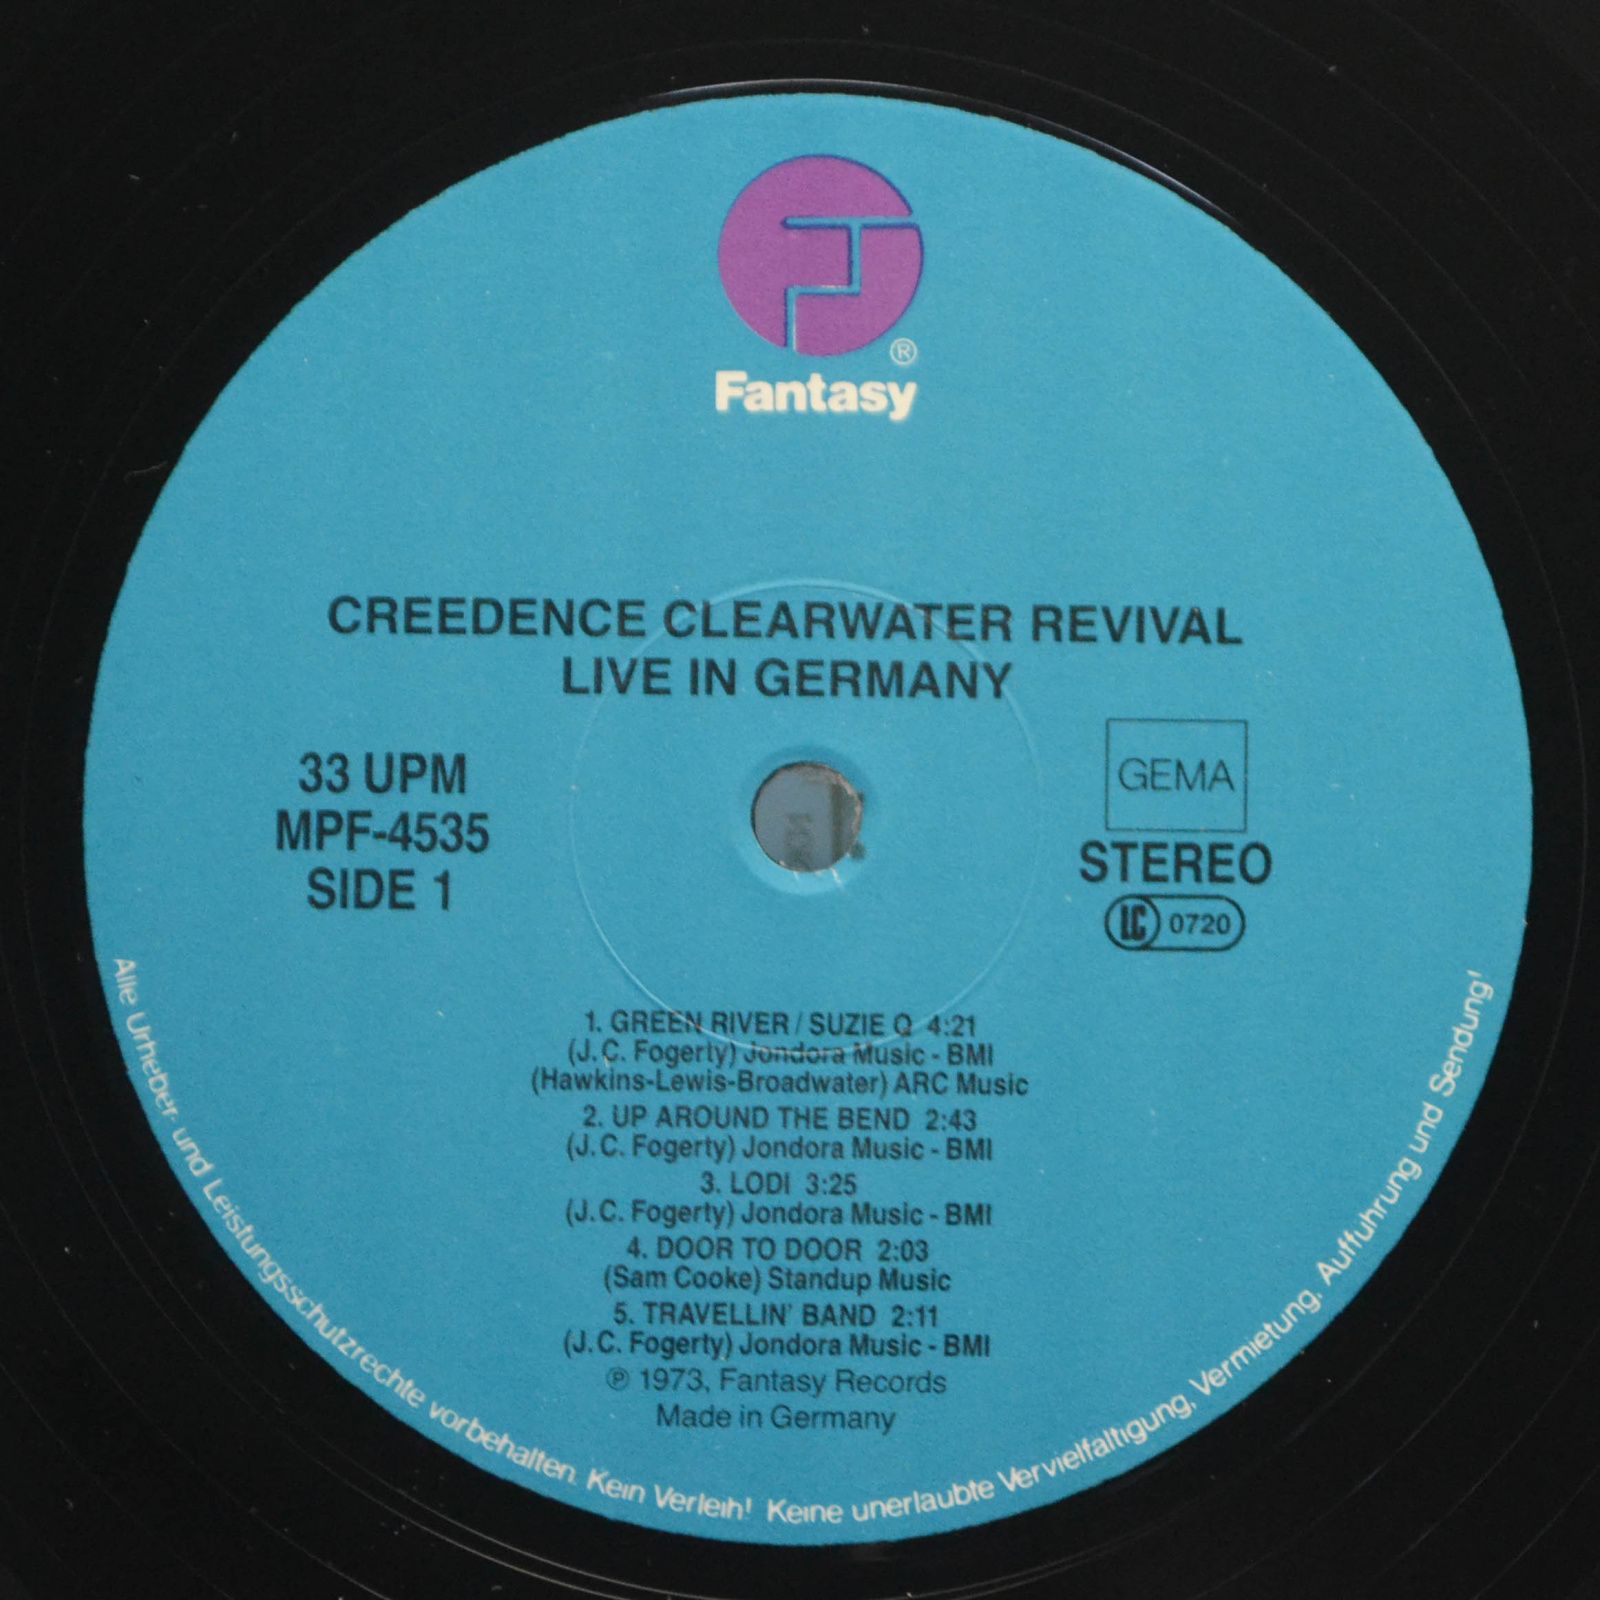 Fantasy ®
CREEDENCE CLEARWATER REVIVAL
LIVE IN GERMANY
33 UPM
MPF-4535
SIDE 1
GEMA
STEREO
LC 0720
1. GREEN RIVER / SUZIE Q 4:21
(J.C. Fogerty) Jondora Music - BMI
(Hawkins-Lewis-Broadwater) ARC Music
2. UP AROUND THE BEND 2:43
(J.C. Fogerty) Jondora Music - BMI
3. LODI 3:25
(J.C. Fogerty) Jondora Music - BMI
4. DOOR TO DOOR 2:03
(Sam Cooke) Standup Music
5. TRAVELLIN' BAND 2:11
(J.C. Fogerty) Jondora Music - BMI
℗ 1973, Fantasy Records
Made in Germany
Alle Urheber- und Leistungsschutzrechte vorbehalten. Kein Verleih! Keine unerlaubte Vervielfältigung, Vermietung, Aufführung und Sendung!